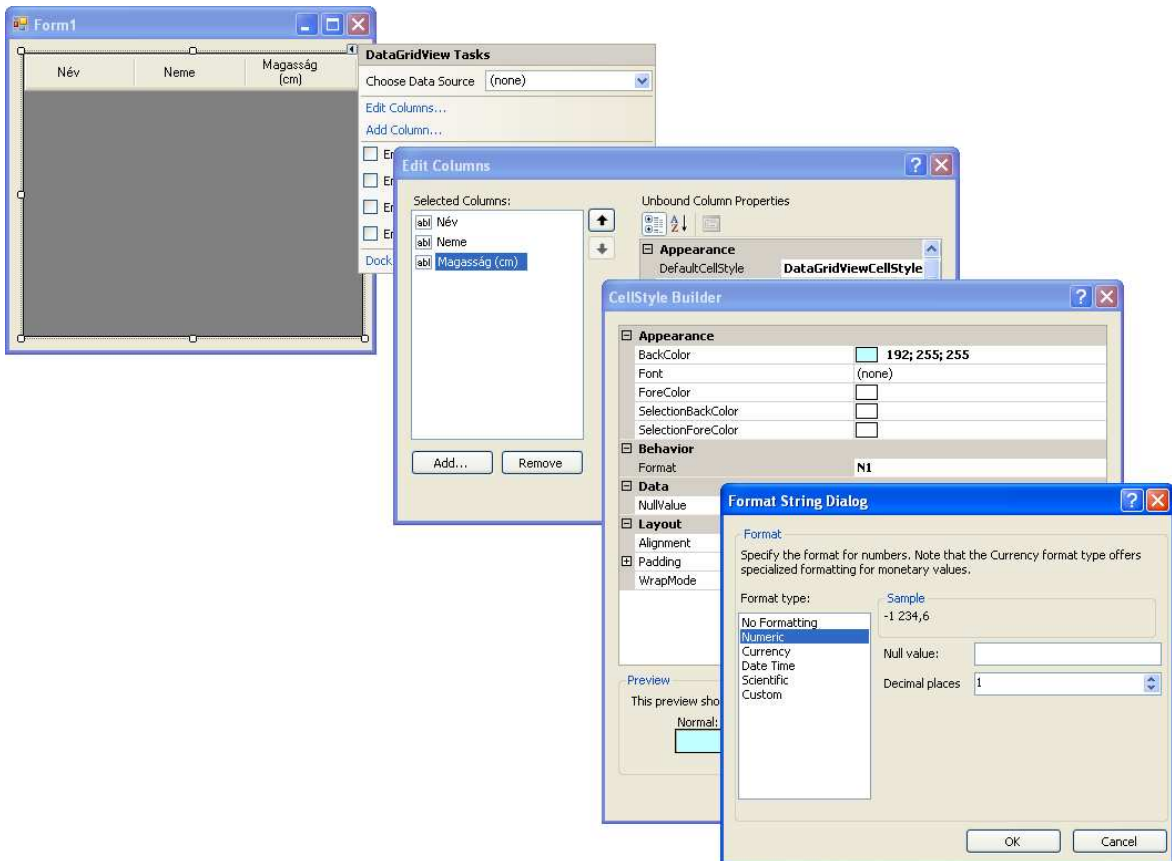 Form1
Név Neme Magasság (cm)
DataGridView Tasks
Choose Data Source (none)
Edit Columns...
Add Column...
Dock
Edit Columns
Selected Columns:
abl Név
abl Neme
abl Magasság (cm)
Add... Remove
Unbound Column Properties
Appearance
DefaultCellStyle DataGridViewCellStyle
CellStyle Builder
Appearance
BackColor 192; 255; 255
Font (none)
ForeColor
SelectionBackColor
SelectionForeColor
Behavior
Format N1
Data
NullValue
Layout
Alignment
Padding
WrapMode
Preview
This preview sho
Normal:
Format String Dialog
Format
Specify the format for numbers. Note that the Currency format type offers
specialized formatting for monetary values.
Format type:
No Formatting
Numeric
Currency
Date Time
Scientific
Custom
Sample
-1 234,6
Null value:
Decimal places 1
OK Cancel